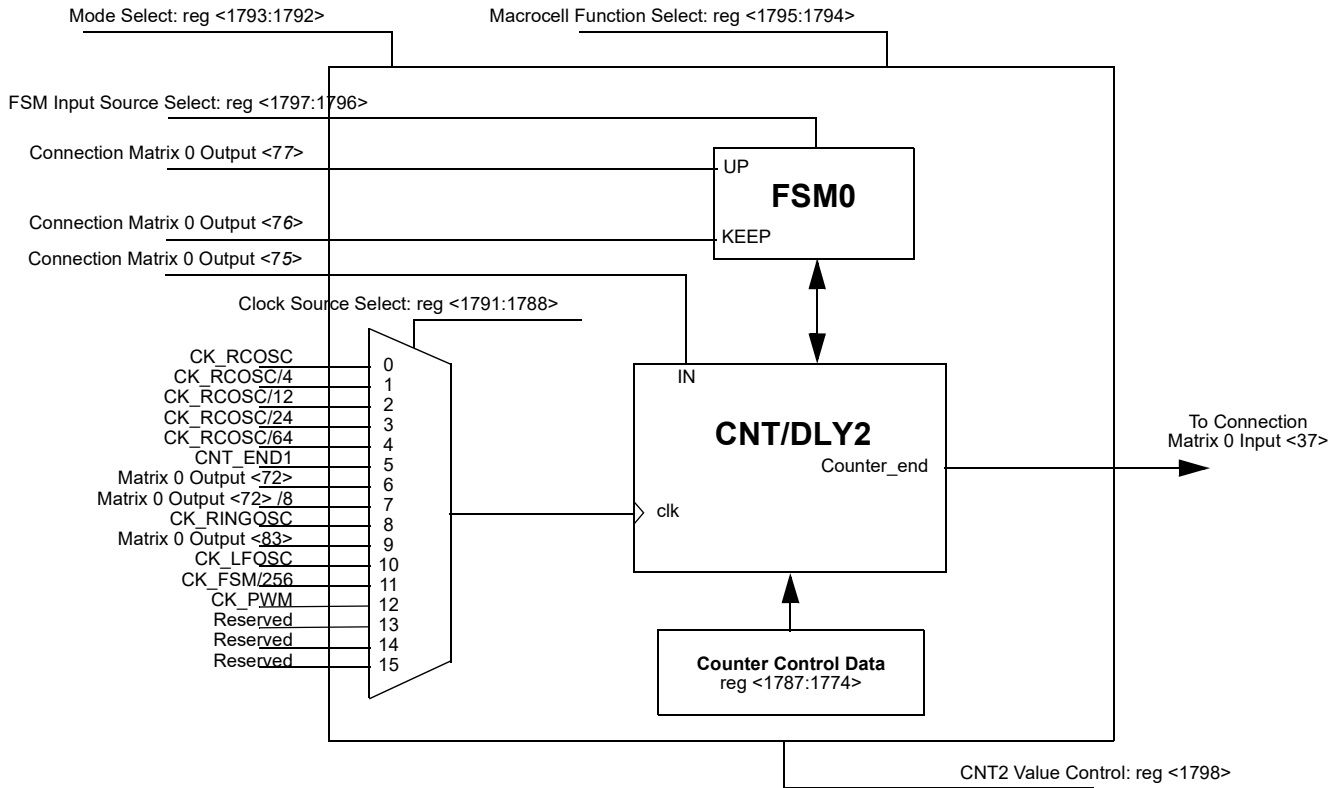 Mode Select: reg <1793:1792>
Macrocell Function Select: reg <1795:1794>
FSM Input Source Select: reg <1797:1796>
Connection Matrix 0 Output <77>
UP
FSM0
Connection Matrix 0 Output <76>
KEEP
Connection Matrix 0 Output <75>
Clock Source Select: reg <1791:1788>
CK_RCOSC
0
CK_RCOSC/4
1
CK_RCOSC/12
2
CK_RCOSC/24
3
CK_RCOSC/64
4
CNT_END1
5
Matrix 0 Output <72>
6
Matrix 0 Output <72> /8
7
CK_RINGOSC
8
Matrix 0 Output <83>
9
CK_LFOSC
10
CK_FSM/256
11
CK_PWM
12
Reserved
13
Reserved
14
Reserved
15
IN
CNT/DLY2
Counter_end
clk
To Connection
Matrix 0 Input <37>
Counter Control Data
reg <1787:1774>
CNT2 Value Control: reg <1798>